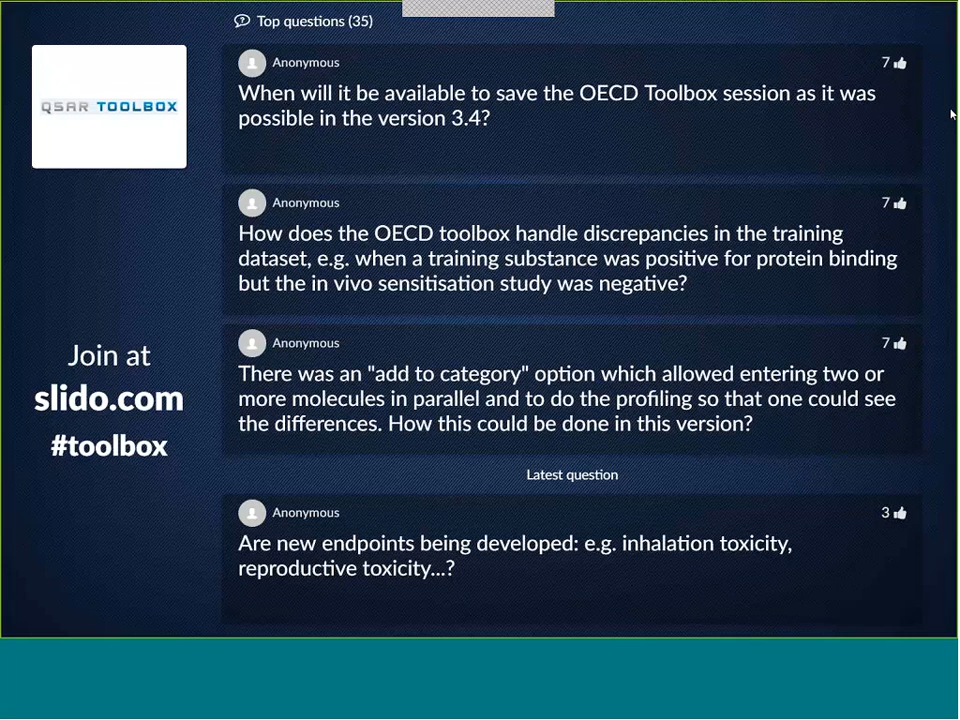 Top questions (35)
QSAR TOOLBOX
Join at
slido.com
#toolbox
Anonymous
7
When will it be available to save the OECD Toolbox session as it was
possible in the version 3.4?
Anonymous
7
How does the OECD toolbox handle discrepancies in the training
dataset, e.g. when a training substance was positive for protein binding
but the in vivo sensitisation study was negative?
Anonymous
7
There was an "add to category" option which allowed entering two or
more molecules in parallel and to do the profiling so that one could see
the differences. How this could be done in this version?
Latest question
Anonymous
3
Are new endpoints being developed: e.g. inhalation toxicity,
reproductive toxicity...?